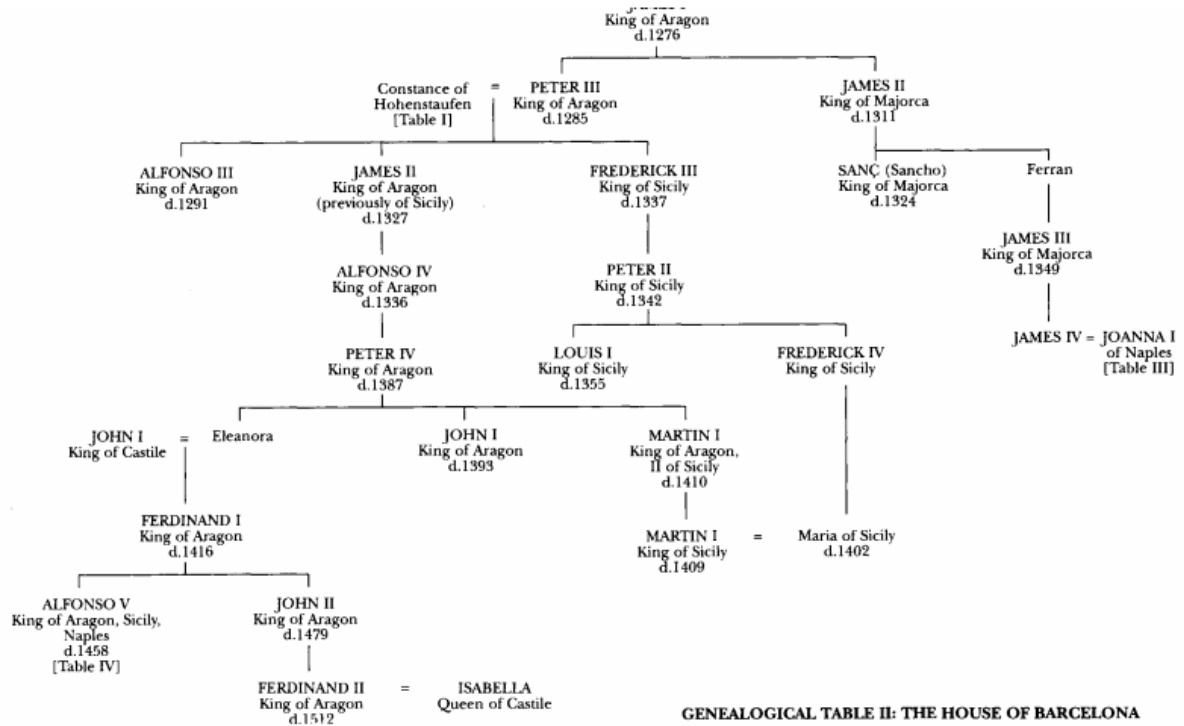 King of Aragon
d.1276
Constance of
Hohenstaufen
[Table I]
=
PETER III
King of Aragon
d.1285
JAMES II
King of Majorca
d.1311
ALFONSO III
King of Aragon
d.1291
JAMES II
King of Aragon
(previously of Sicily)
d.1327
FREDERICK III
King of Sicily
d.1337
SANÇ (Sancho)
King of Majorca
d.1324
Ferran
JAMES III
King of Majorca
d.1349
ALFONSO IV
King of Aragon
d.1336
PETER II
King of Sicily
d.1342
JAMES IV = JOANNA I
of Naples
[Table III]
PETER IV
King of Aragon
d.1387
LOUIS I
King of Sicily
d.1355
FREDERICK IV
King of Sicily
JOHN I
King of Castile
=
Eleanora
JOHN I
King of Aragon
d.1393
MARTIN I
King of Aragon,
II of Sicily
d.1410
FERDINAND I
King of Aragon
d.1416
MARTIN I
King of Sicily
d.1409
=
Maria of Sicily
d.1402
ALFONSO V
King of Aragon, Sicily,
Naples
d.1458
[Table IV]
JOHN II
King of Aragon
d.1479
FERDINAND II
King of Aragon
d.1512
=
ISABELLA
Queen of Castile
GENEALOGICAL TABLE II: THE HOUSE OF BARCELONA